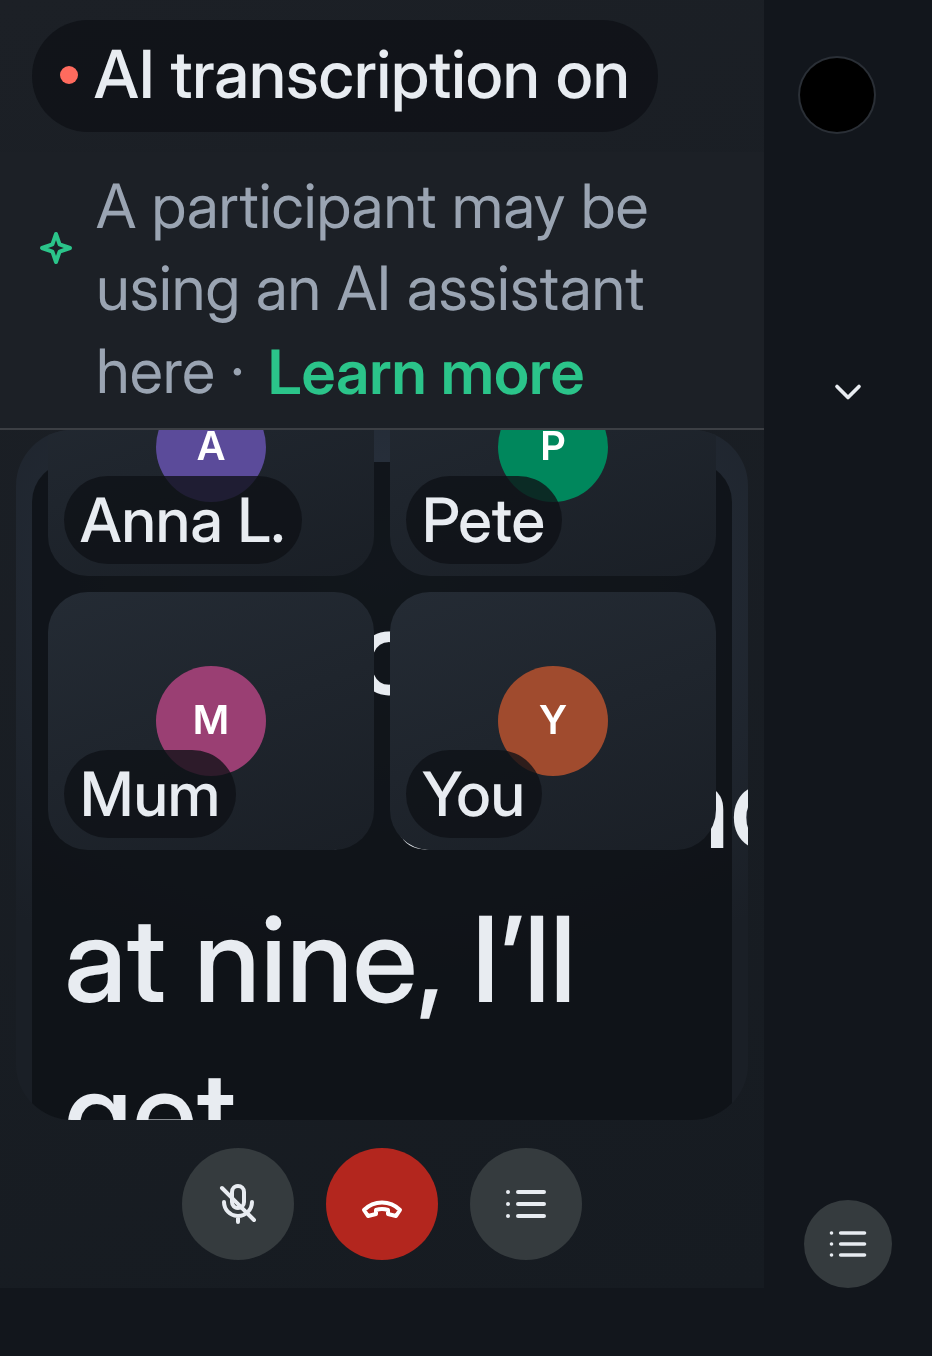 AI transcription on
A participant may be
using an AI assistant
here · Learn more
A
P
Anna L.
Pete
M
Y
Mum
You
at nine, I’ll
get